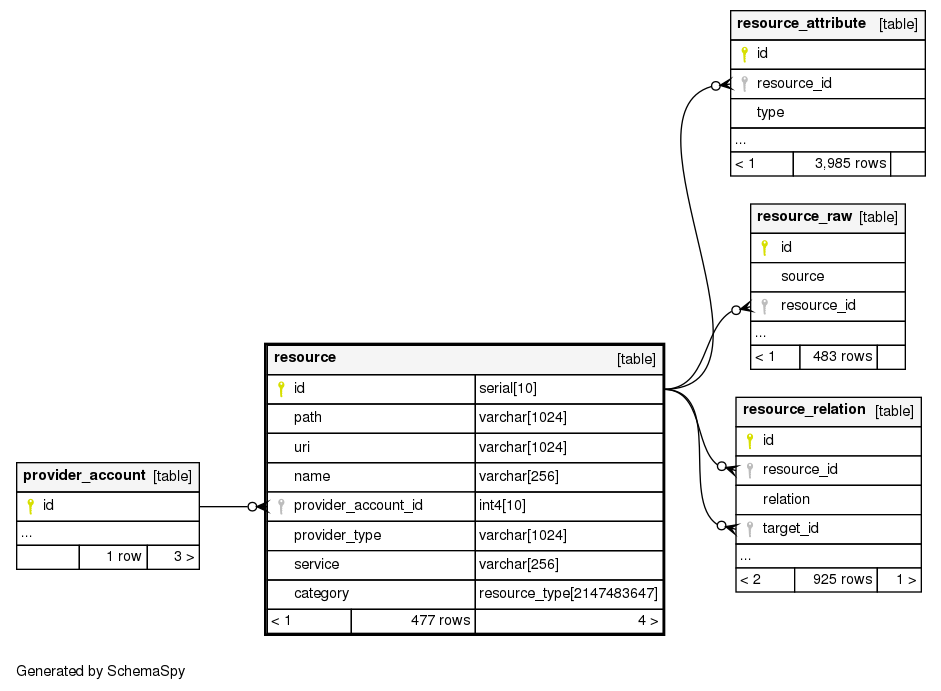 resource_attribute [table]
id
resource_id
type
...
< 1 3,985 rows
resource_raw [table]
id
source
resource_id
...
< 1 483 rows
resource [table]
id serial[10]
path varchar[1024]
uri varchar[1024]
name varchar[256]
provider_account_id int4[10]
provider_type varchar[1024]
service varchar[256]
category resource_type[2147483647]
< 1 477 rows 4 >
resource_relation [table]
id
resource_id
relation
target_id
...
< 2 925 rows 1 >
provider_account [table]
id
...
1 row 3 >
Generated by SchemaSpy